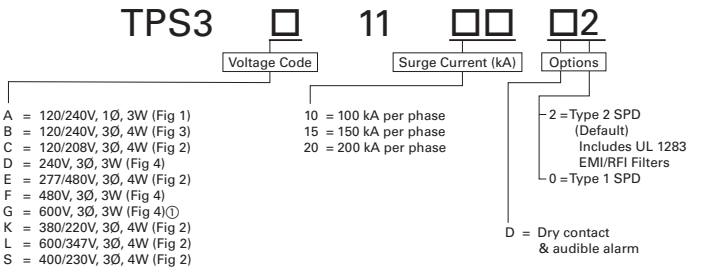 TPS3 □ 11 □□ □2
Voltage Code
Surge Current (kA)
Options
A = 120/240V, 1Ø, 3W (Fig 1)
B = 120/240V, 3Ø, 4W (Fig 3)
C = 120/208V, 3Ø, 4W (Fig 2)
D = 240V, 3Ø, 3W (Fig 4)
E = 277/480V, 3Ø, 4W (Fig 2)
F = 480V, 3Ø, 3W (Fig 4)
G = 600V, 3Ø, 3W (Fig 4)①
K = 380/220V, 3Ø, 4W (Fig 2)
L = 600/347V, 3Ø, 4W (Fig 2)
S = 400/230V, 3Ø, 4W (Fig 2)
10 = 100 kA per phase
15 = 150 kA per phase
20 = 200 kA per phase
2 = Type 2 SPD
(Default)
Includes UL 1283
EMI/RFI Filters
0 = Type 1 SPD
D = Dry contact
& audible alarm